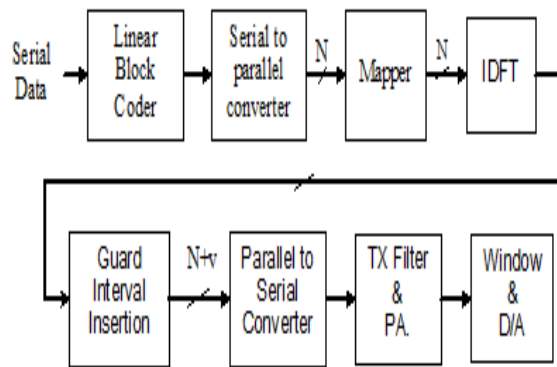 Serial
Data
Linear
Block
Coder
Serial to
parallel
converter
N
Mapper
N
IDFT
Guard
Interval
Insertion
N+v
Parallel to
Serial
Converter
TX Filter
&
PA.
Window
&
D/A